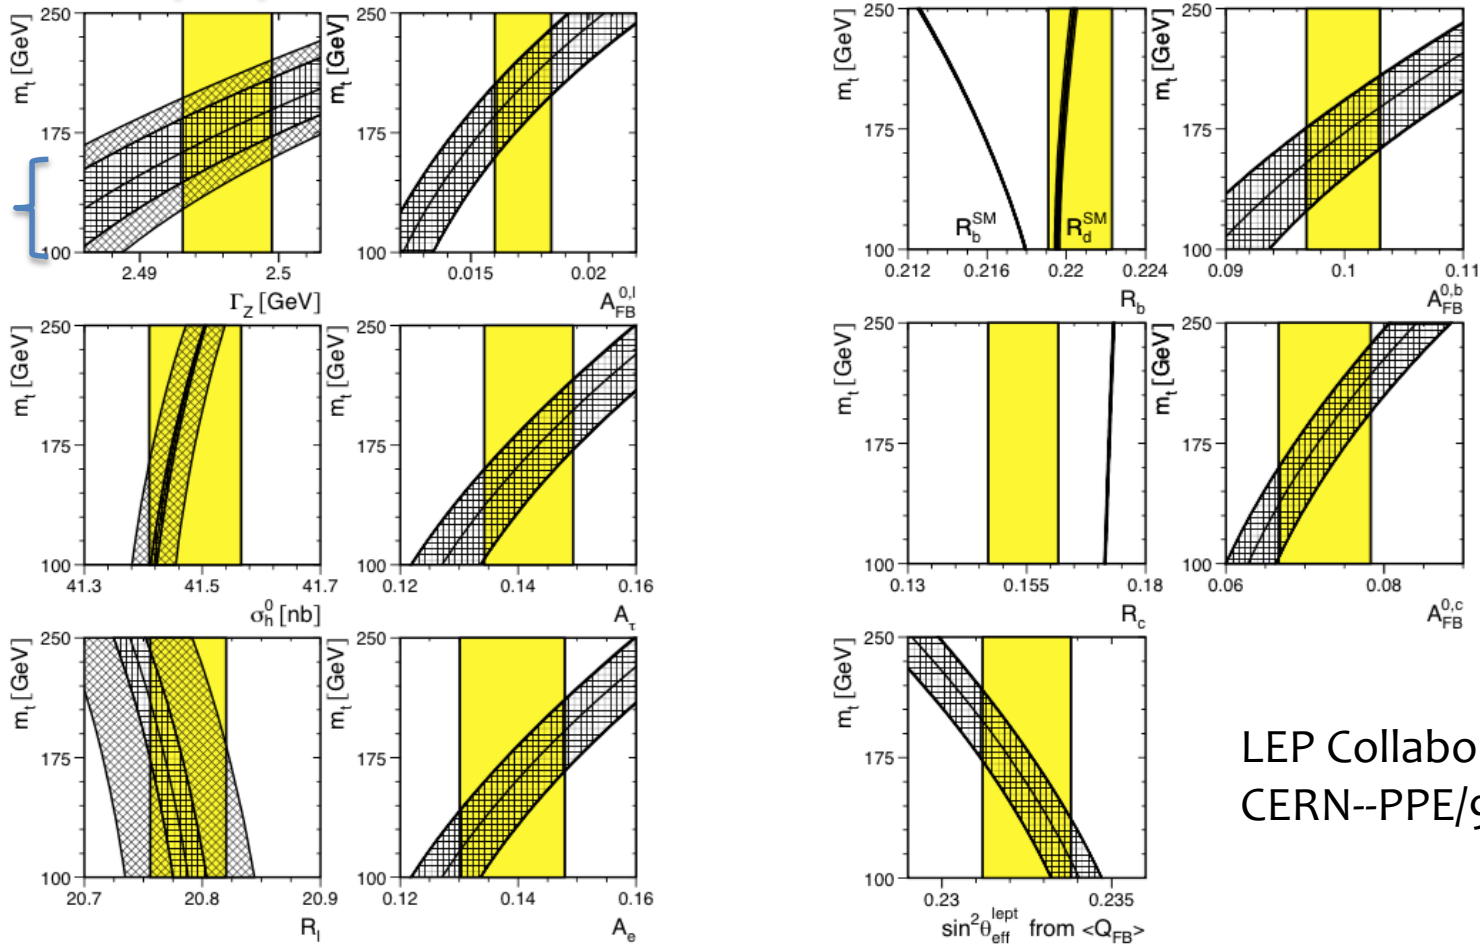 250
175
100
m_t [GeV]
2.49
2.5
Γ_Z [GeV]
250
175
100
m_t [GeV]
0.015
0.02
A_FB^0,l
250
175
100
m_t [GeV]
R_b^SM
R_d^SM
0.212
0.216
0.22
0.224
R_b
250
175
100
m_t [GeV]
0.09
0.1
0.11
A_FB^0,b
250
175
100
m_t [GeV]
41.3
41.5
41.7
σ_h^0 [nb]
250
175
100
m_t [GeV]
0.12
0.14
0.16
A_τ
250
175
100
m_t [GeV]
0.13
0.155
0.18
R_c
250
175
100
m_t [GeV]
0.06
0.08
A_FB^0,c
250
175
100
m_t [GeV]
20.7
20.8
20.9
R_l
250
175
100
m_t [GeV]
0.12
0.14
0.16
A_e
250
175
100
m_t [GeV]
0.23
0.235
sin²θ_eff^lept from <Q_FB>
LEP Collabo
CERN--PPE/9